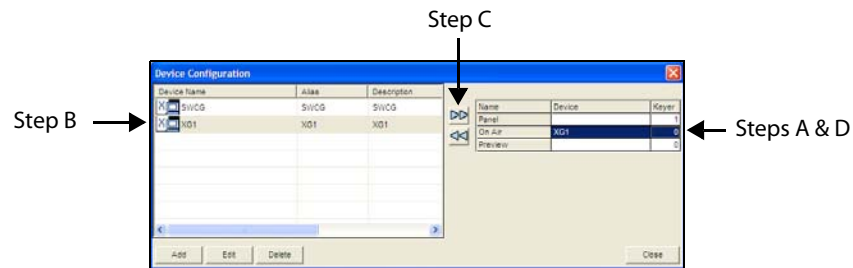 Step C
Device Configuration
Device Name Alias Descripton
SWCG SWCG SWCG
XG1 XG1 XG1
Name Device Keyer
Panel 1
On Air XG1 0
Preview 0
Step B
Steps A & D
Add Edit Delete Close